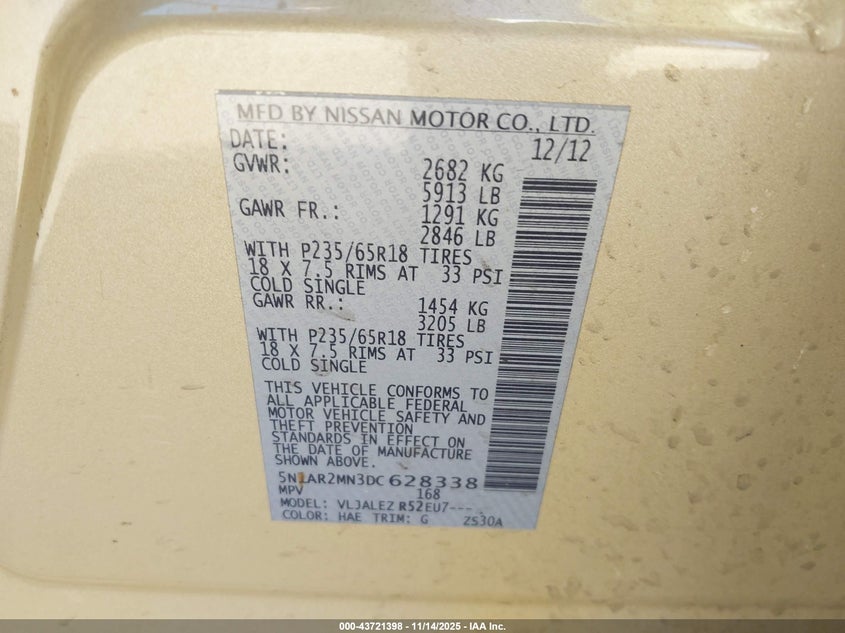 MFD BY NISSAN MOTOR CO., LTD.
DATE: 12/12
GVWR: 2682 KG
5913 LB
GAWR FR.: 1291 KG
2846 LB
WITH P235/65R18 TIRES
18 X 7.5 RIMS AT 33 PSI
COLD SINGLE
GAWR RR.: 1454 KG
3205 LB
WITH P235/65R18 TIRES
18 X 7.5 RIMS AT 33 PSI
COLD SINGLE
THIS VEHICLE CONFORMS TO
ALL APPLICABLE FEDERAL
MOTOR VEHICLE SAFETY AND
THEFT PREVENTION
STANDARDS IN EFFECT ON
THE DATE OF MANUFACTURE
SHOWN ABOVE.
5N1AR2MN3DC628338
MPV 168
MODEL: VLJALEZ R52EU7---
COLOR: HAE TRIM: G ZS30A
000-43721398 - 11/14/2025 - IAA Inc.